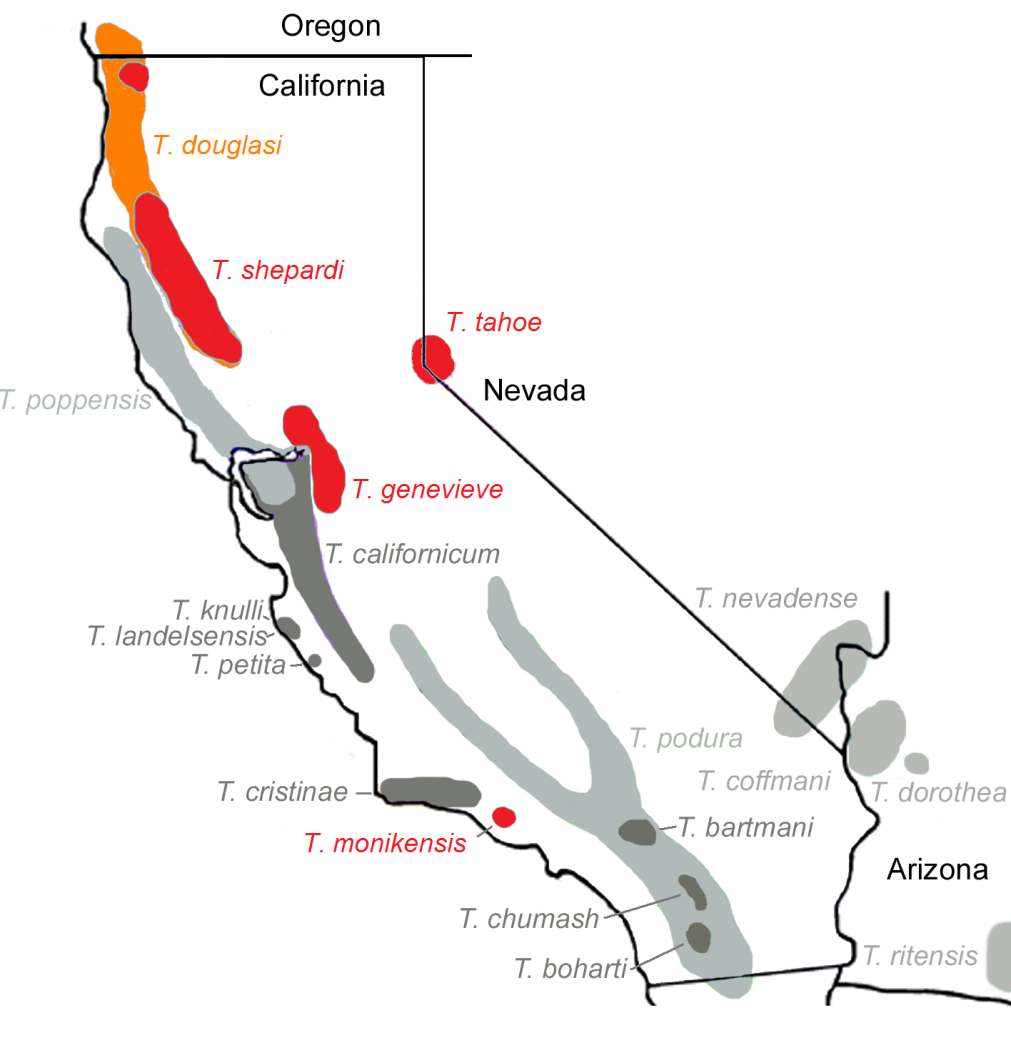 Oregon
California
T. douglasi
T. shepardi
T. tahoe
Nevada
T. poppensis
T. genevieve
T. californicum
T. nevadense
T. knulli
T. landelsensis
T. petita
T. podura
T. coffmani
T. cristinae
T. dorothea
T. bartmani
T. monikensis
Arizona
T. chumash
T. ritensis
T. boharti